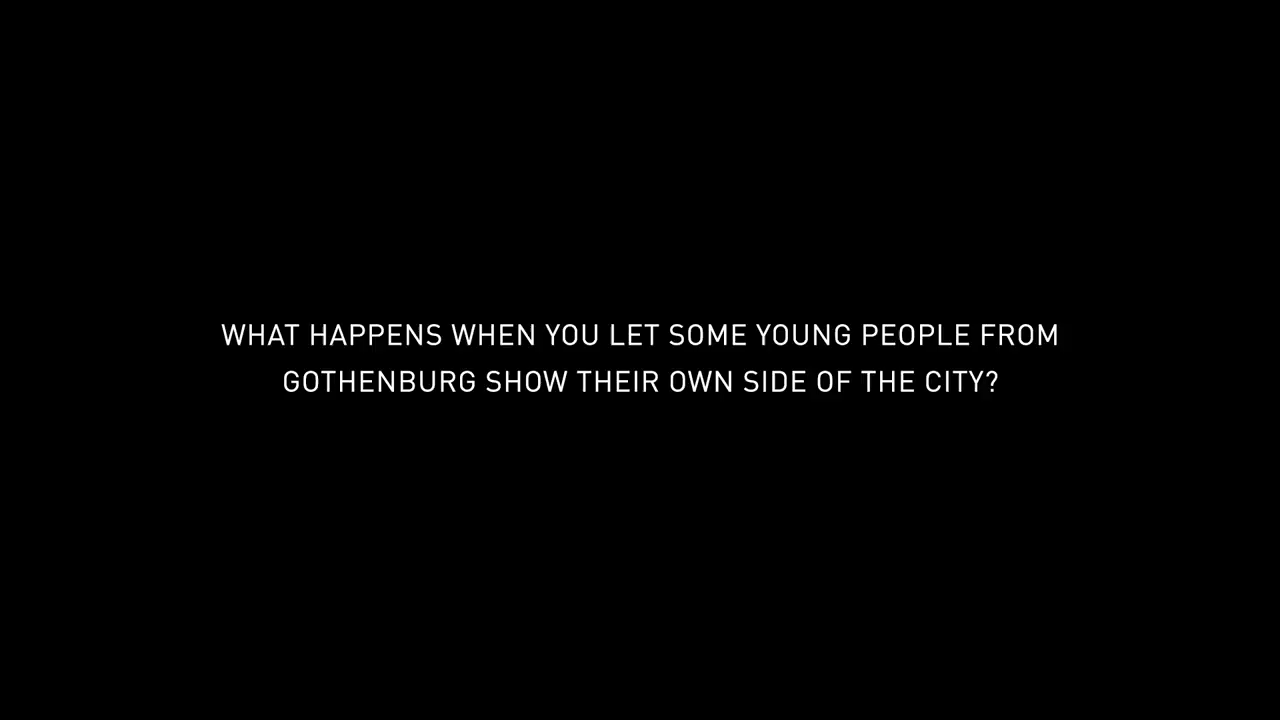 WHAT HAPPENS WHEN YOU LET SOME YOUNG PEOPLE FROM
GOTHENBURG SHOW THEIR OWN SIDE OF THE CITY?